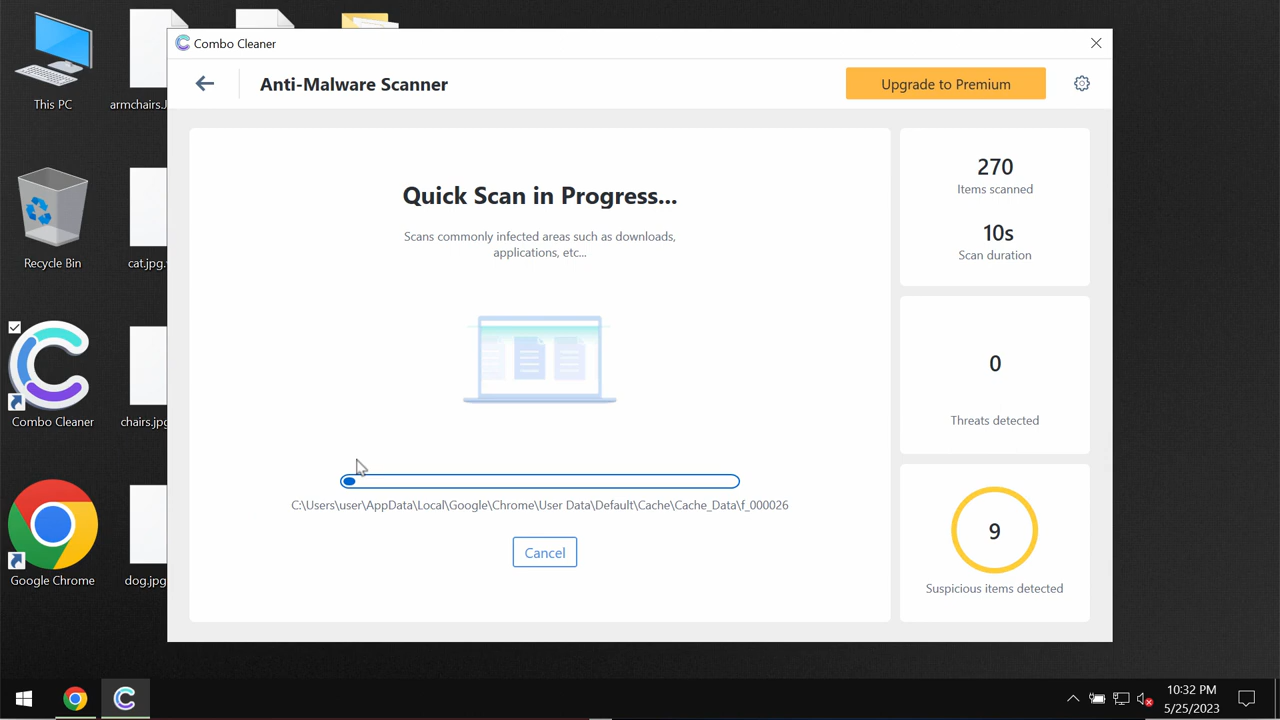 Combo Cleaner
Anti-Malware Scanner
Upgrade to Premium
Quick Scan in Progress...
Scans commonly infected areas such as downloads,
applications, etc...
C:\Users\user\AppData\Local\Google\Chrome\User Data\Default\Cache\Cache_Data\f_000026
Cancel
270
Items scanned
10s
Scan duration
0
Threats detected
9
Suspicious items detected
This PC
armchairs.J
Recycle Bin
cat.jpg.
Combo Cleaner
chairs.jpg
Google Chrome
dog.jpg
10:32 PM
5/25/2023